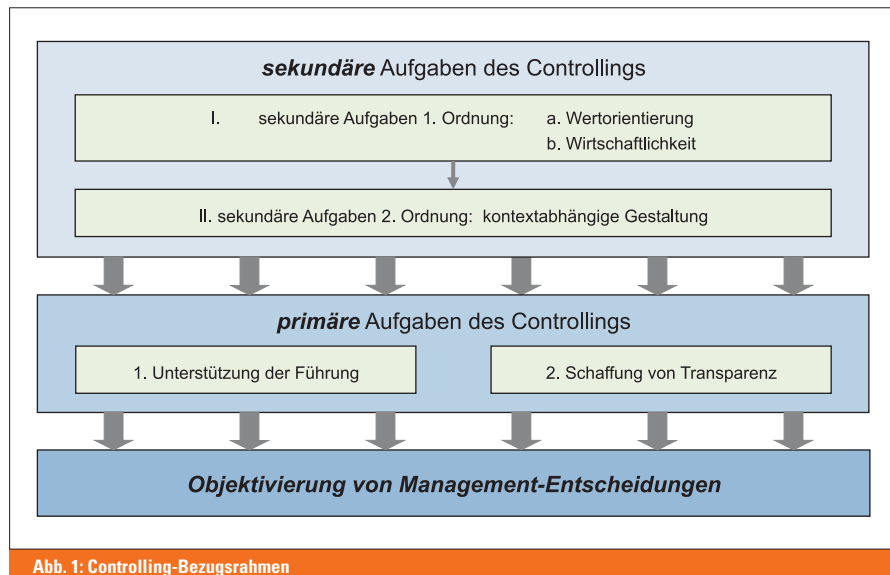 sekundäre Aufgaben des Controllings
I. sekundäre Aufgaben 1. Ordnung: a. Wertorientierung
b. Wirtschaftlichkeit
II. sekundäre Aufgaben 2. Ordnung: kontextabhängige Gestaltung
primäre Aufgaben des Controllings
1. Unterstützung der Führung
2. Schaffung von Transparenz
Objektivierung von Management-Entscheidungen
Abb. 1: Controlling-Bezugsrahmen